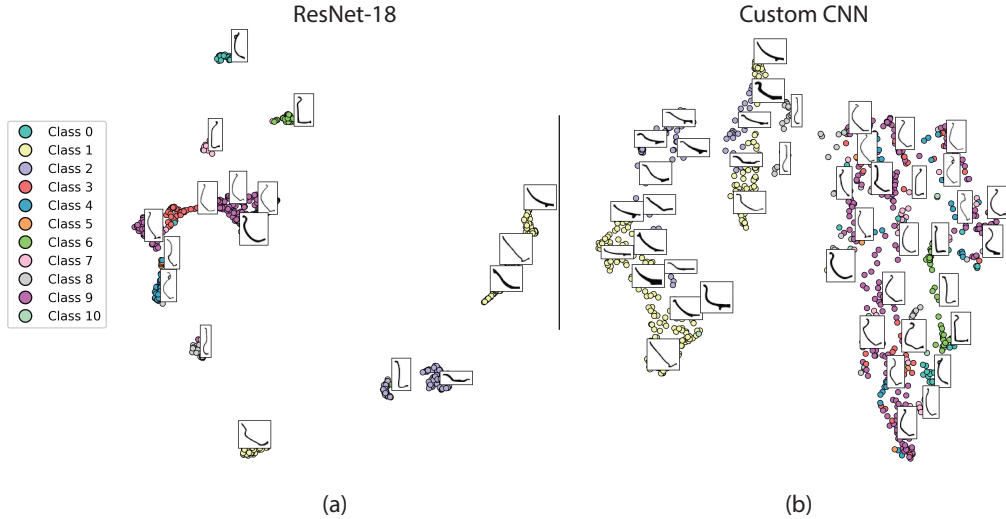 ResNet-18
Custom CNN
Class 0
Class 1
Class 2
Class 3
Class 4
Class 5
Class 6
Class 7
Class 8
Class 9
Class 10
(a)
(b)